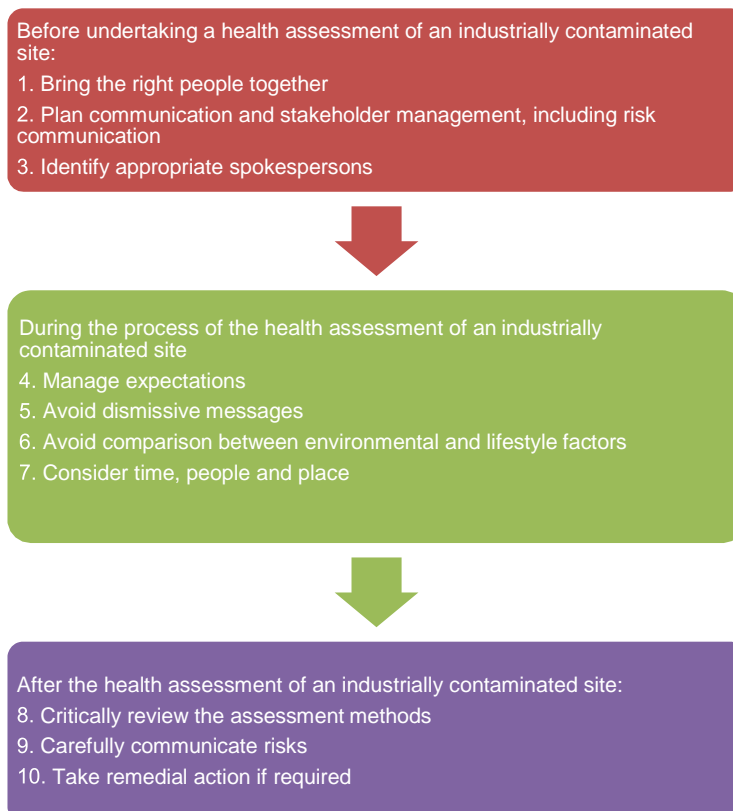 Before undertaking a health assessment of an industrially contaminated
site:
1. Bring the right people together
2. Plan communication and stakeholder management, including risk
communication
3. Identify appropriate spokespersons
During the process of the health assessment of an industrially
contaminated site
4. Manage expectations
5. Avoid dismissive messages
6. Avoid comparison between environmental and lifestyle factors
7. Consider time, people and place
After the health assessment of an industrially contaminated site:
8. Critically review the assessment methods
9. Carefully communicate risks
10. Take remedial action if required